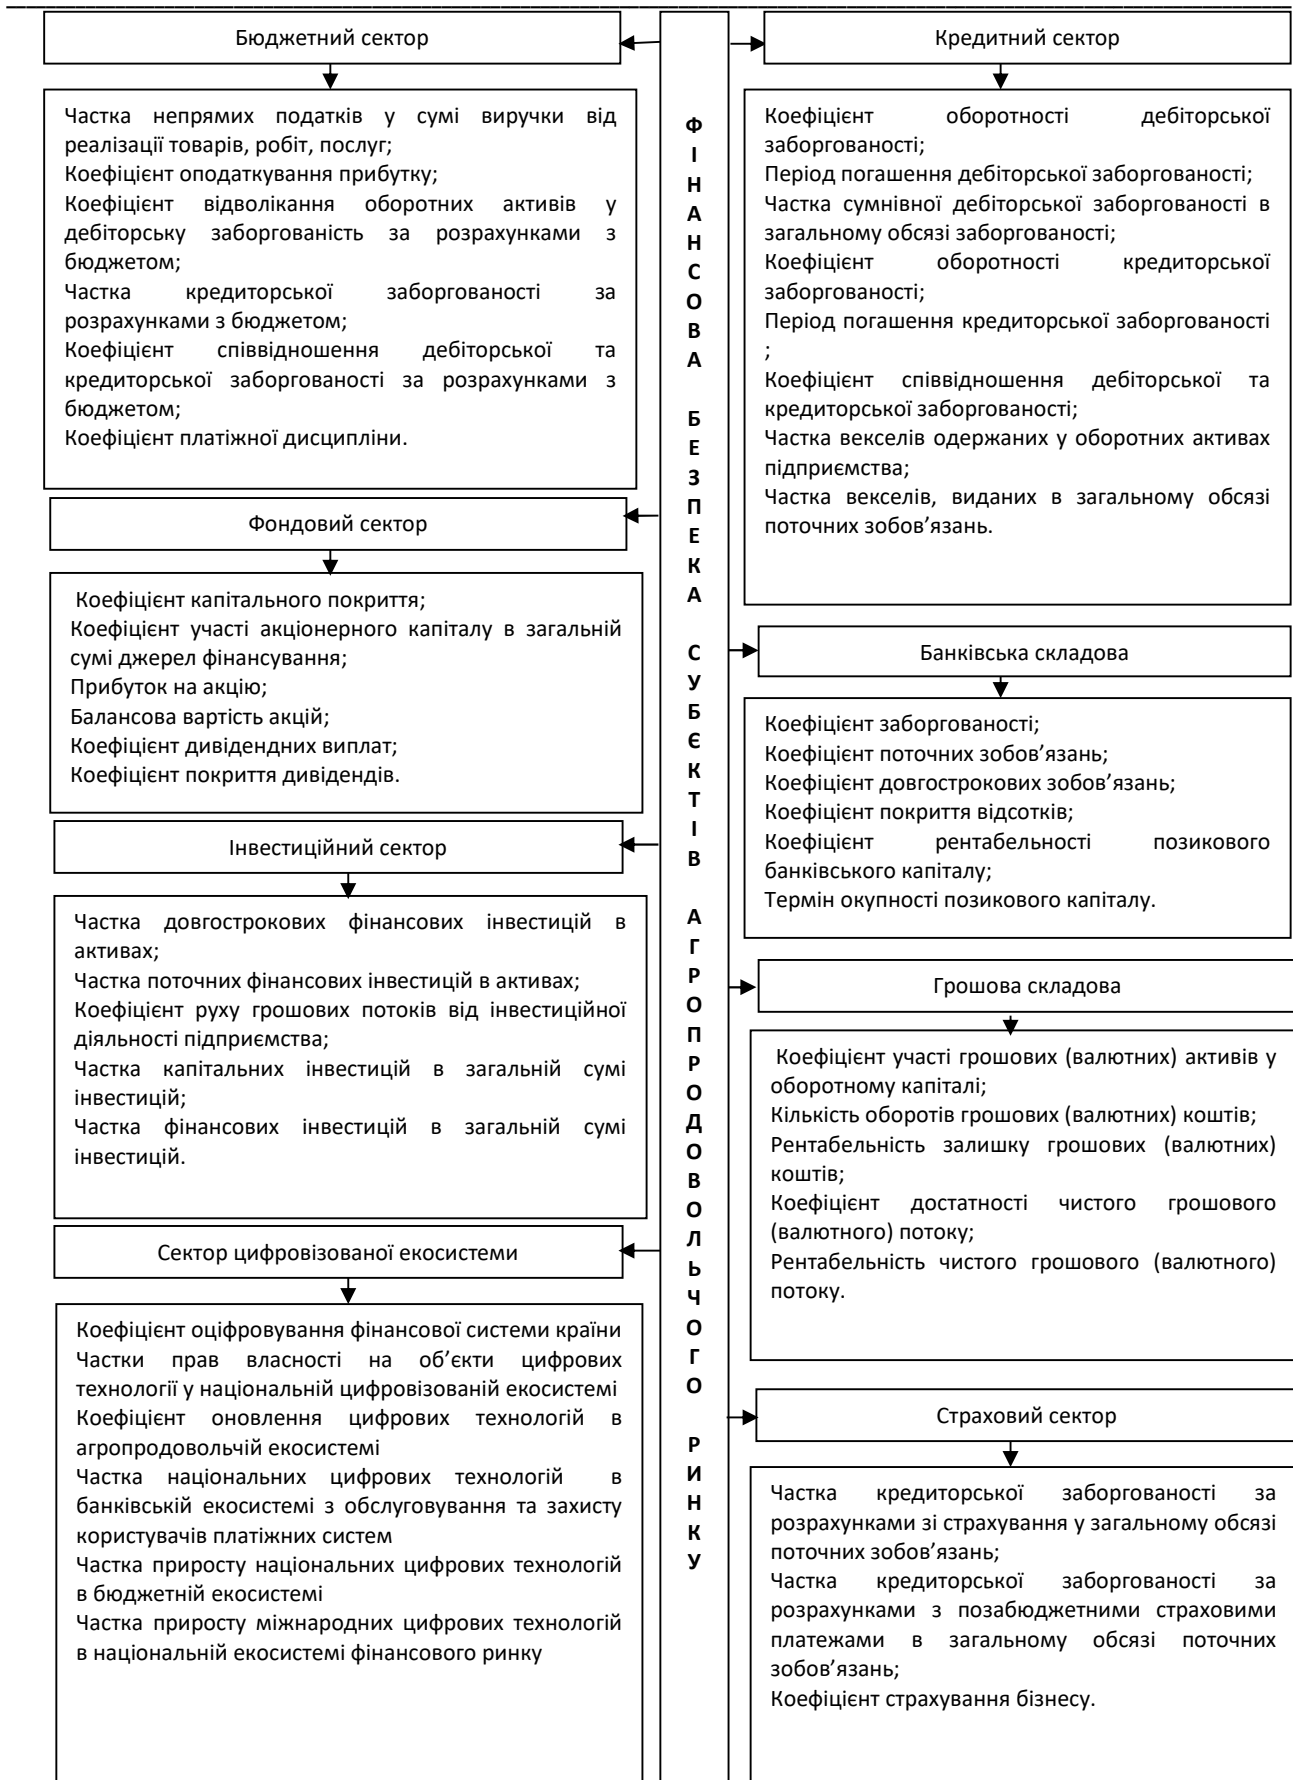 Бюджетний сектор
Частка непрямих податків у сумі виручки від
реалізації товарів, робіт, послуг;
Коефіцієнт оподаткування прибутку;
Коефіцієнт відволікання оборотних активів у
дебіторську заборгованість за розрахунками з
бюджетом;
Частка кредиторської заборгованості за
розрахунками з бюджетом;
Коефіцієнт співвідношення дебіторської та
кредиторської заборгованості за розрахунками з
бюджетом;
Коефіцієнт платіжної дисципліни.
Фондовий сектор
Коефіцієнт капітального покриття;
Коефіцієнт участі акціонерного капіталу в загальній
сумі джерел фінансування;
Прибуток на акцію;
Балансова вартість акцій;
Коефіцієнт дивідендних виплат;
Коефіцієнт покриття дивідендів.
Інвестиційний сектор
Частка довгострокових фінансових інвестицій в
активах;
Частка поточних фінансових інвестицій в активах;
Коефіцієнт руху грошових потоків від інвестиційної
діяльності підприємства;
Частка капітальних інвестицій в загальній сумі
інвестицій;
Частка фінансових інвестицій в загальній сумі
інвестицій.
Сектор цифровізованої екосистеми
Коефіцієнт оціфровування фінансової системи країни
Частки прав власності на об’єкти цифрових
технології у національній цифровізованій екосистемі
Коефіцієнт оновлення цифрових технологій в
агропродовольчій екосистемі
Частка національних цифрових технологій в
банківській екосистемі з обслуговування та захисту
користувачів платіжних систем
Частка приросту національних цифрових технологій
в бюджетній екосистемі
Частка приросту міжнародних цифрових технологій
в національній екосистемі фінансового ринку
Ф
І
Н
А
Н
С
О
В
А
Б
Е
З
П
Е
К
А
С
У
Б
Є
К
Т
І
В
А
Г
Р
О
П
Р
О
Д
О
В
О
Л
Ь
Ч
О
Г
О
Р
И
Н
К
У
Кредитний сектор
Коефіцієнт оборотності дебіторської
заборгованості;
Період погашення дебіторської заборгованості;
Частка сумнівної дебіторської заборгованості в
загальному обсязі заборгованості;
Коефіцієнт оборотності кредиторської
заборгованості;
Період погашення кредиторської заборгованості
;
Коефіцієнт співвідношення дебіторської та
кредиторської заборгованості;
Частка векселів одержаних у оборотних активах
підприємства;
Частка векселів, виданих в загальному обсязі
поточних зобов’язань.
Банківська складова
Коефіцієнт заборгованості;
Коефіцієнт поточних зобов’язань;
Коефіцієнт довгострокових зобов’язань;
Коефіцієнт покриття відсотків;
Коефіцієнт рентабельності позикового
банківського капіталу;
Термін окупності позикового капіталу.
Грошова складова
Коефіцієнт участі грошових (валютних) активів у
оборотному капіталі;
Кількість оборотів грошових (валютних) коштів;
Рентабельність залишку грошових (валютних)
коштів;
Коефіцієнт достатності чистого грошового
(валютного) потоку;
Рентабельність чистого грошового (валютного)
потоку.
Страховий сектор
Частка кредиторської заборгованості за
розрахунками зі страхування у загальному обсязі
поточних зобов’язань;
Частка кредиторської заборгованості за
розрахунками з позабюджетними страховими
платежами в загальному обсязі поточних
зобов’язань;
Коефіцієнт страхування бізнесу.